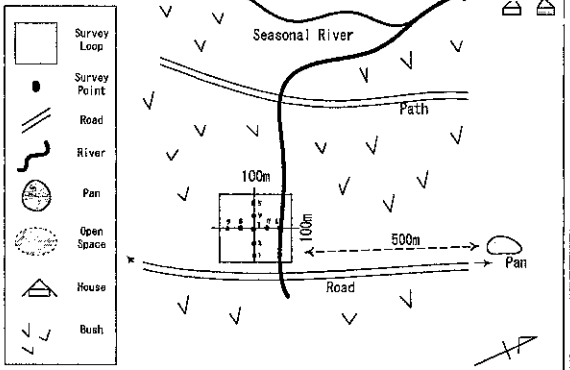 Survey
Loop
Survey
Point
Road
River
Pan
Open
Space
House
Bush
Seasonal River
Path
100m
100m
500m
Pan
Road